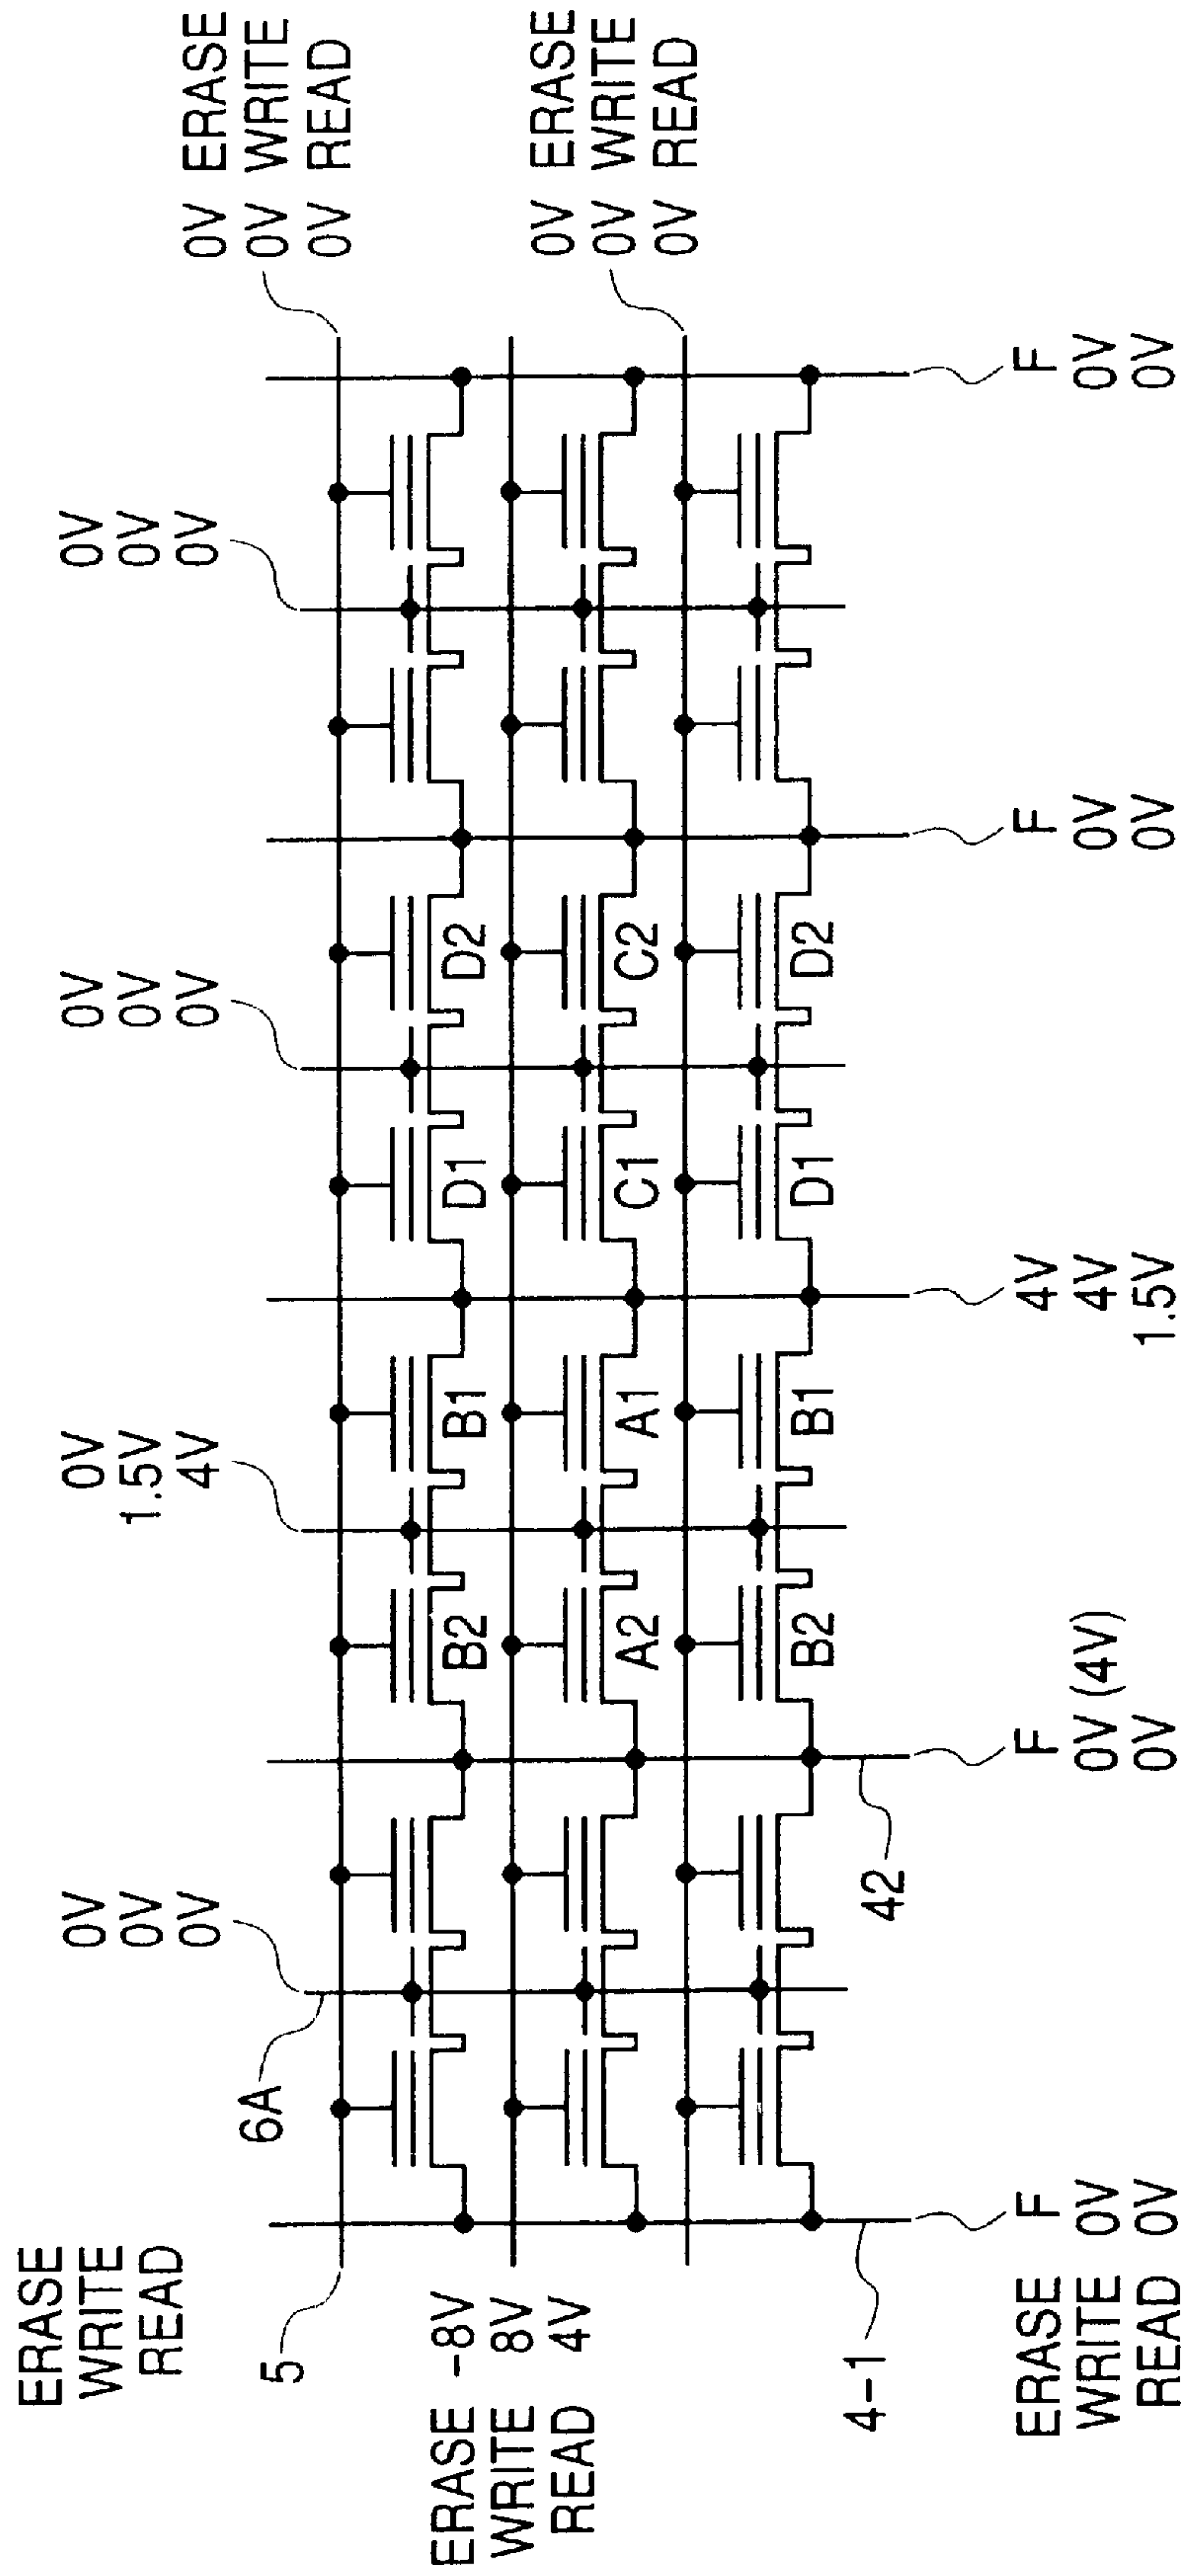 ERASE
WRITE
READ
0V
0V
0V
0V
1.5V
4V
0V
0V
0V
0V
0V
0V
6A
5
0V ERASE
0V WRITE
0V READ
B2
B1
D1
D2
ERASE -8V
WRITE 8V
READ 4V
A2
A1
C1
C2
0V ERASE
0V WRITE
0V READ
B2
B1
D1
D2
4-1
42
ERASE F
WRITE 0V
READ 0V
F
0V (4V)
0V
4V
4V
1.5V
F
0V
0V
F
0V
0V